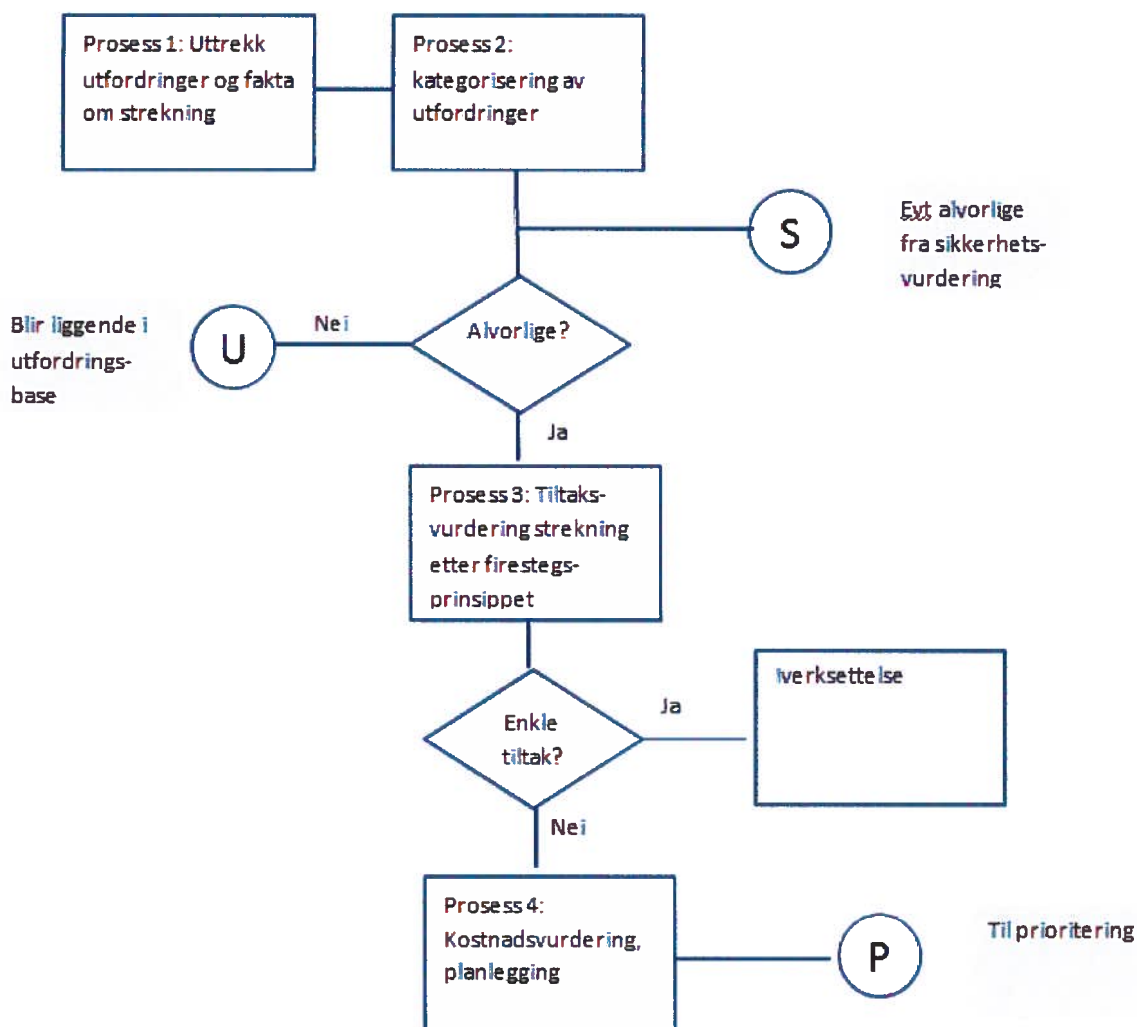 Prosess 1: Uttrekk
utfordringer og fakta
om strekning
Prosess 2:
kategorisering av
utfordringer
S
Evt alvorlige
fra sikkerhets-
vurdering
Alvorlige?
Nei
U
Blir liggende i
utfordrings-
base
Ja
Prosess 3: Tiltaks-
vurdering strekning
etter firestegs-
prinsippet
Enkle
tiltak?
Ja
Iverksettelse
Nei
Prosess 4:
Kostnadsvurdering,
planlegging
P
Til prioritering